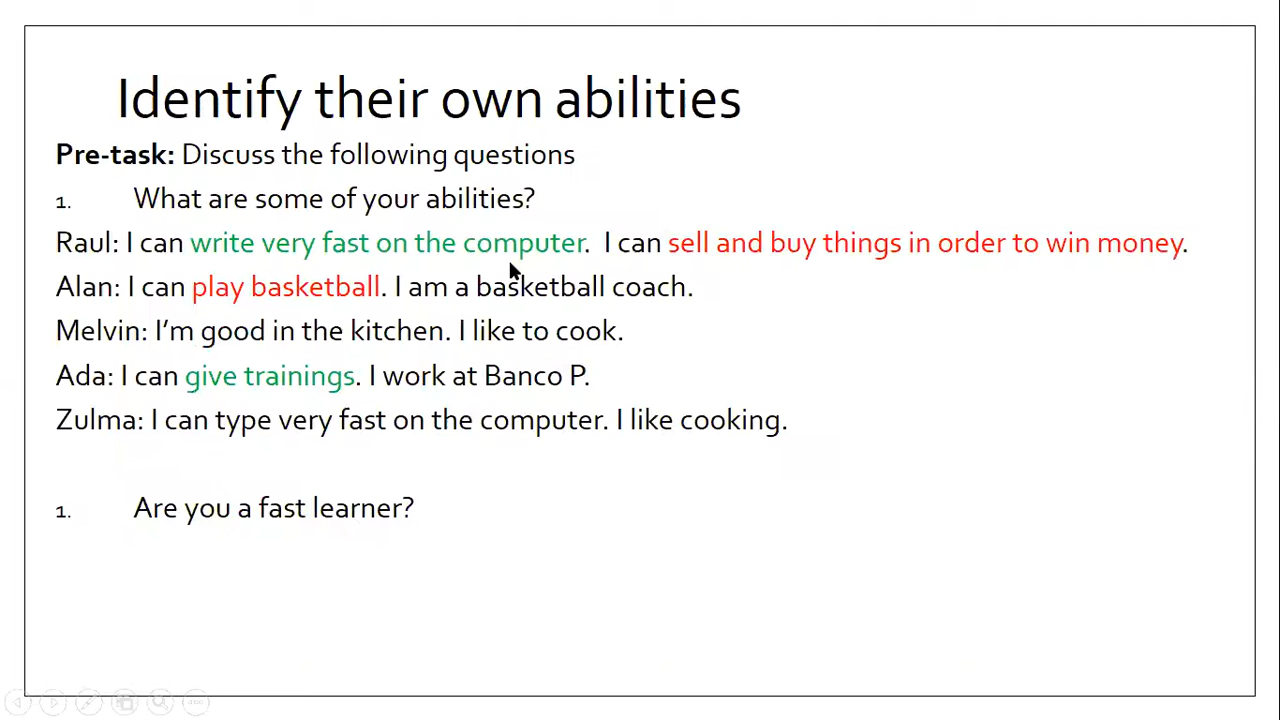 Identify their own abilities
Pre-task: Discuss the following questions
1. What are some of your abilities?
Raul: I can write very fast on the computer. I can sell and buy things in order to win money.
Alan: I can play basketball. I am a basketball coach.
Melvin: I’m good in the kitchen. I like to cook.
Ada: I can give trainings. I work at Banco P.
Zulma: I can type very fast on the computer. I like cooking.
1. Are you a fast learner?